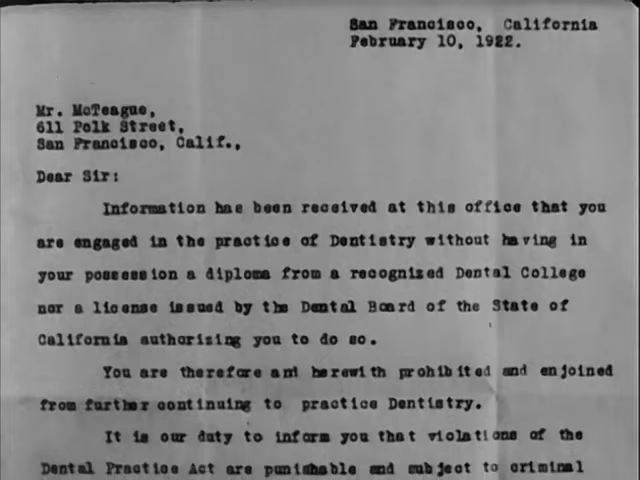 San Francisco, California
February 10, 1922.
Mr. McTeague,
611 Polk Street,
San Francisco, Calif.,
Dear Sir:
Information has been received at this office that you
are engaged in the practice of Dentistry without having in
your possession a diploma from a recognized Dental College
nor a license issued by the Dental Board of the State of
California authorizing you to do so.
You are therefore and herewith prohibited and enjoined
from further continuing to practice Dentistry.
It is our duty to inform you that violations of the
Dental Practice Act are punishable and subject to criminal